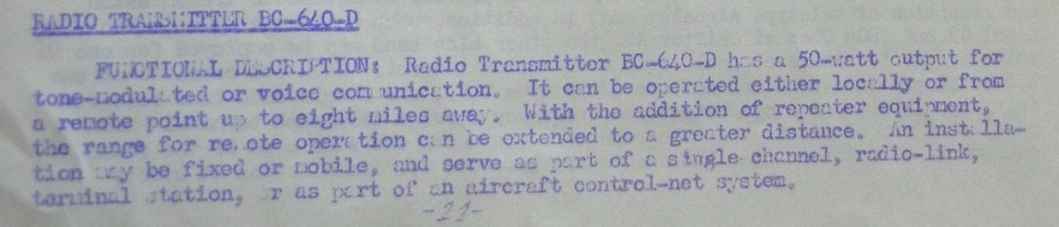 RADIO TRANSMITTER BC-640-D
FUNCTIONAL DESCRIPTION: Radio Transmitter BC-640-D has a 50-watt output for
tone-modulated or voice communication. It can be operated either locally or from
a remote point up to eight miles away. With the addition of repeater equipment,
the range for remote operation can be extended to a greater distance. An installa-
tion may be fixed or mobile, and serve as part of a single channel, radio-link,
terminal station, or as part of an aircraft control-net system.
-21-